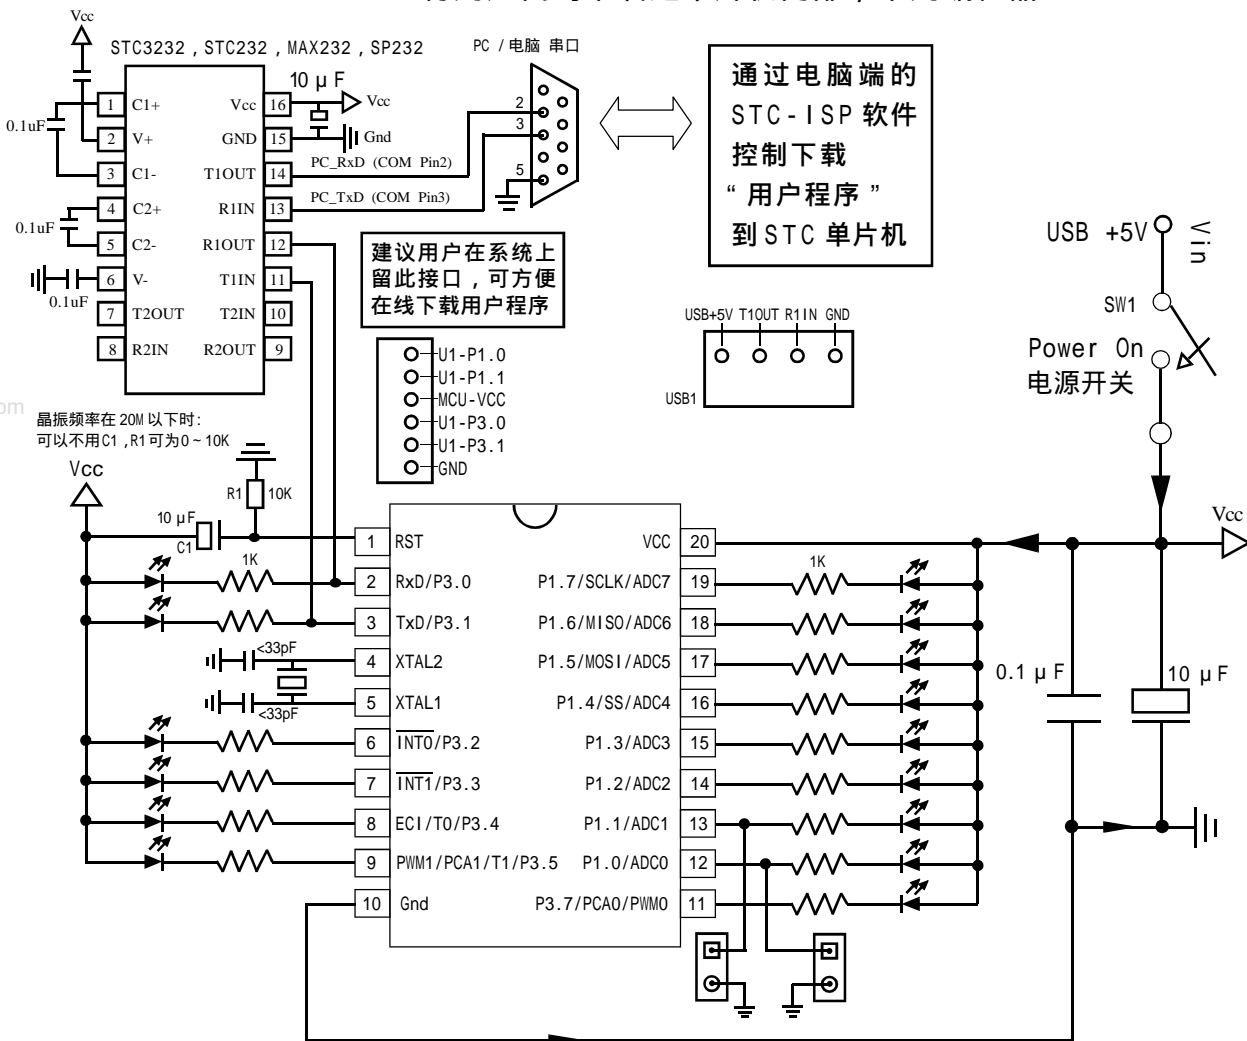 Vcc
STC3232 , STC232 , MAX232 , SP232
PC / 电脑 串口
10 μ F
1 C1+
Vcc 16
Vcc
0.1uF
2 V+
GND 15
Gnd
3 C1-
T1OUT 14
PC_RxD (COM Pin2)
4 C2+
R1IN 13
PC_TxD (COM Pin3)
0.1uF
5 C2-
R1OUT 12
6 V-
T1IN 11
0.1uF
7 T2OUT
T2IN 10
8 R2IN
R2OUT 9
2
3
5
通过电脑端的
STC-ISP 软件
控制下载
“用户程序”
到 STC 单片机
建议用户在系统上
留此接口，可方便
在线下载用户程序
U1-P1.0
U1-P1.1
MCU-VCC
U1-P3.0
U1-P3.1
GND
USB+5V T1OUT R1IN GND
USB1
USB +5V
Vin
SW1
Power On
电源开关
晶振频率在 20M 以下时:
可以不用C1 ,R1可为0 ~ 10K
Vcc
R1 10K
10 μF
C1
1K
<33pF
<33pF
1 RST
2 RxD/P3.0
3 TxD/P3.1
4 XTAL2
5 XTAL1
6 INT0/P3.2
7 INT1/P3.3
8 ECI/T0/P3.4
9 PWM1/PCA1/T1/P3.5
10 Gnd
VCC 20
P1.7/SCLK/ADC7 19
P1.6/MISO/ADC6 18
P1.5/MOSI/ADC5 17
P1.4/SS/ADC4 16
P1.3/ADC3 15
P1.2/ADC2 14
P1.1/ADC1 13
P1.0/ADC0 12
P3.7/PCA0/PWM0 11
1K
Vcc
0.1 μ F
10 μ F